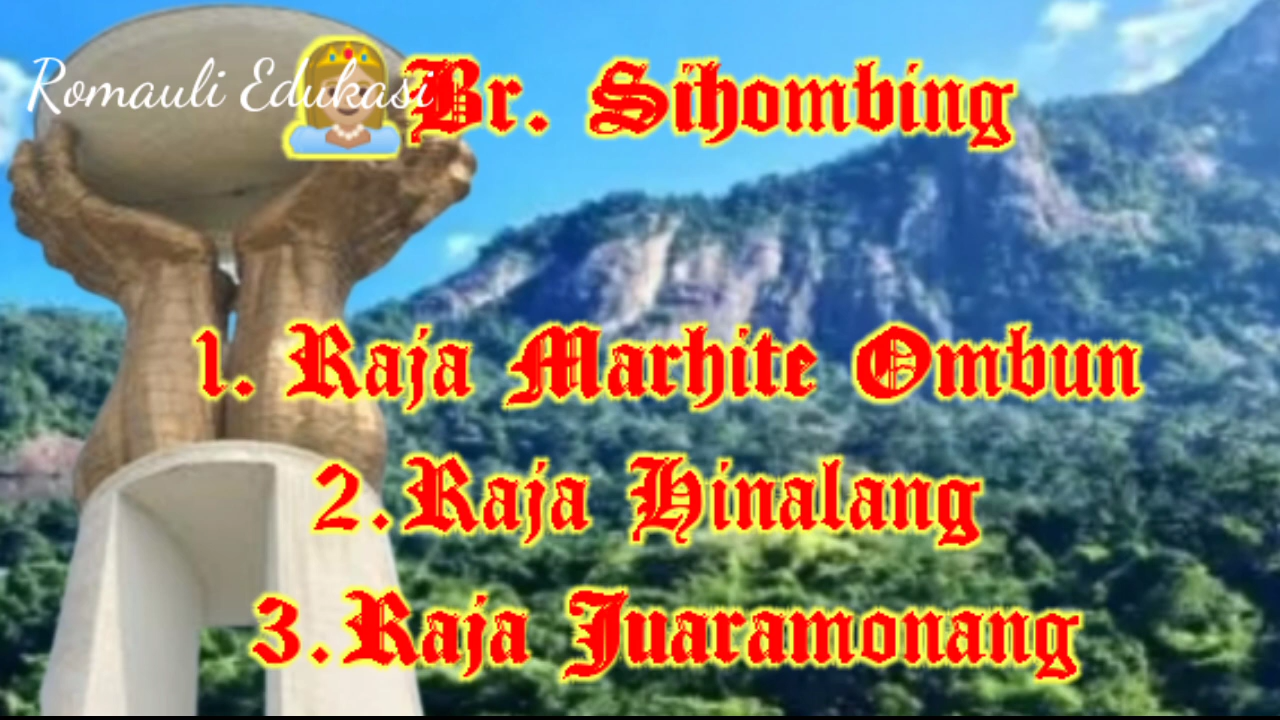 Romauli Edukasi
Br. Sihombing
1. Raja Marhite Ombun
2. Raja Hinalang
3. Raja Juaramonang